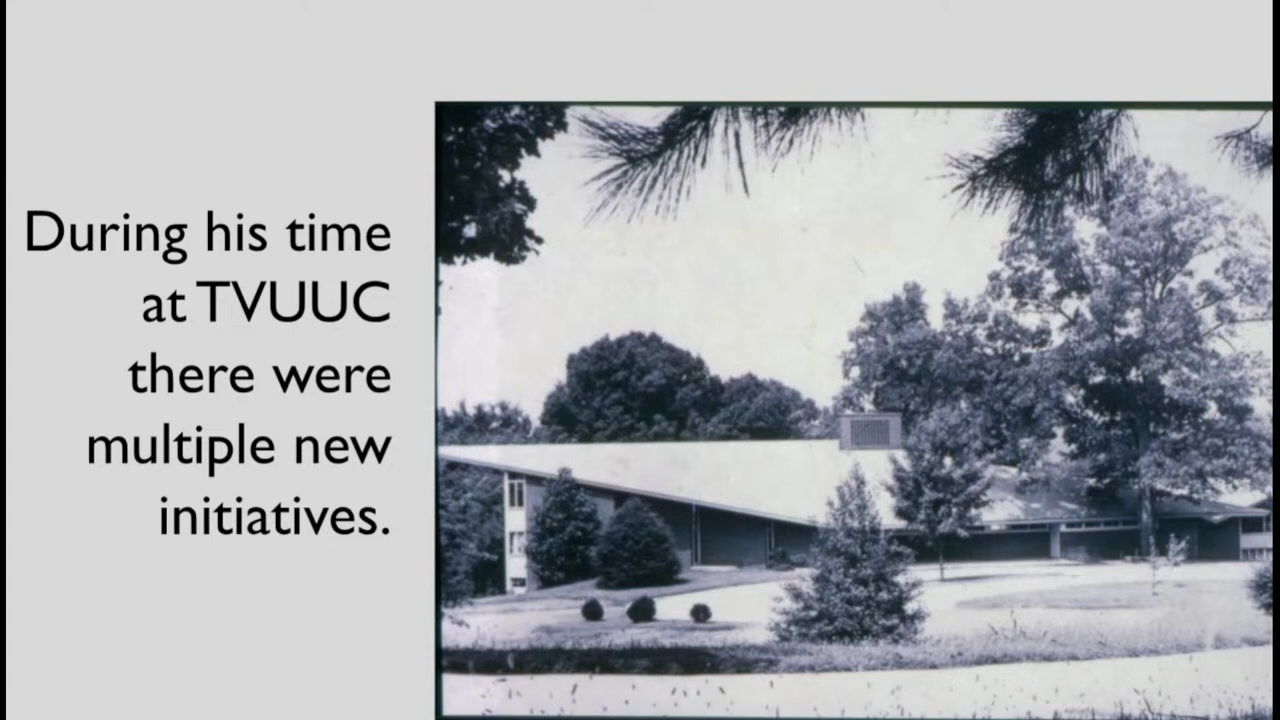 During his time
at TVUUC
there were
multiple new
initiatives.